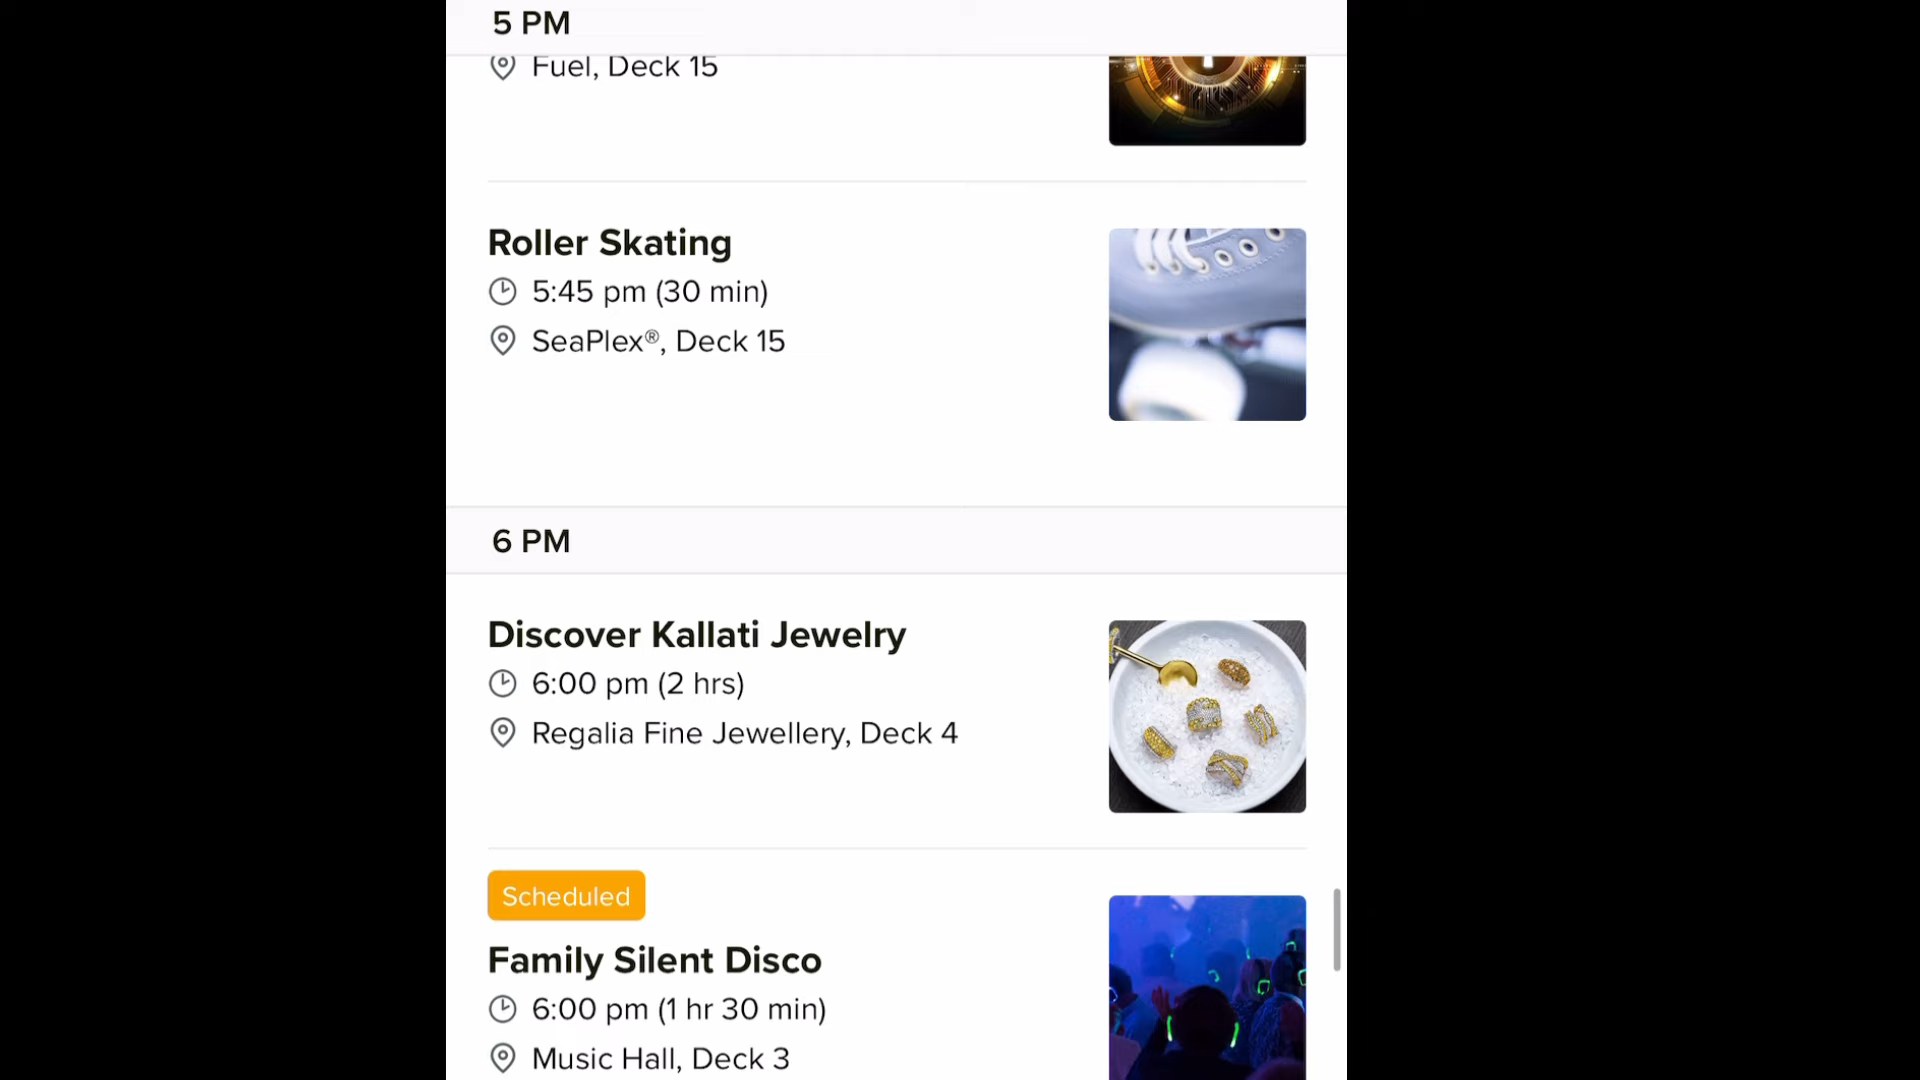 5 PM
Fuel, Deck 15
Roller Skating
5:45 pm (30 min)
SeaPlex®, Deck 15
6 PM
Discover Kallati Jewelry
6:00 pm (2 hrs)
Regalia Fine Jewellery, Deck 4
Scheduled
Family Silent Disco
6:00 pm (1 hr 30 min)
Music Hall, Deck 3